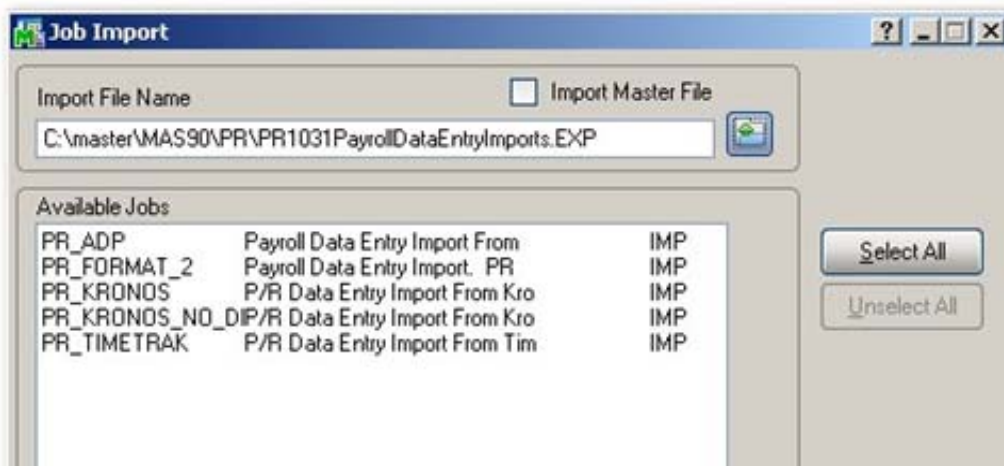 Job Import
Import File Name
Import Master File
C:\master\MAS90\PR\PR1031PayrollDataEntryImports.EXP
Available Jobs
PR_ADP Payroll Data Entry Import From IMP
PR_FORMAT_2 Payroll Data Entry Import. PR IMP
PR_KRONOS P/R Data Entry Import From Kro IMP
PR_KRONOS_NO_DIP/R Data Entry Import From Kro IMP
PR_TIMETRAK P/R Data Entry Import From Tim IMP
Select All
Unselect All